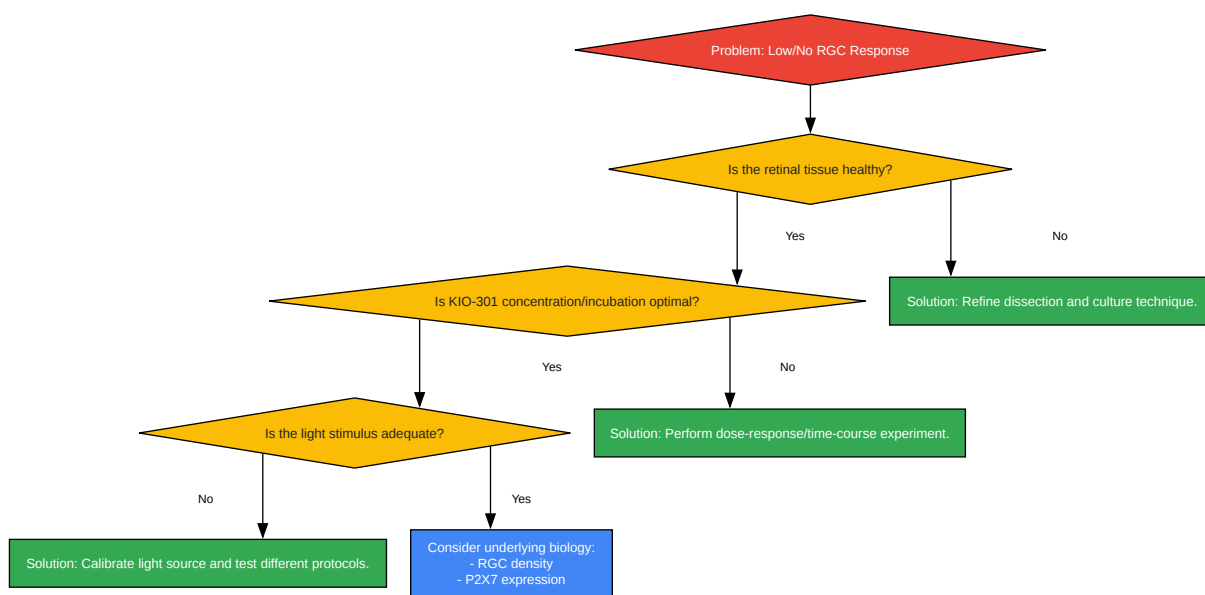 Problem: Low/No RGC Response
Is the retinal tissue healthy?
Yes
No
Is KIO-301 concentration/incubation optimal?
Solution: Refine dissection and culture technique.
Yes
No
Is the light stimulus adequate?
Solution: Perform dose-response/time-course experiment.
No
Yes
Solution: Calibrate light source and test different protocols.
Consider underlying biology:
- RGC density
- P2X7 expression